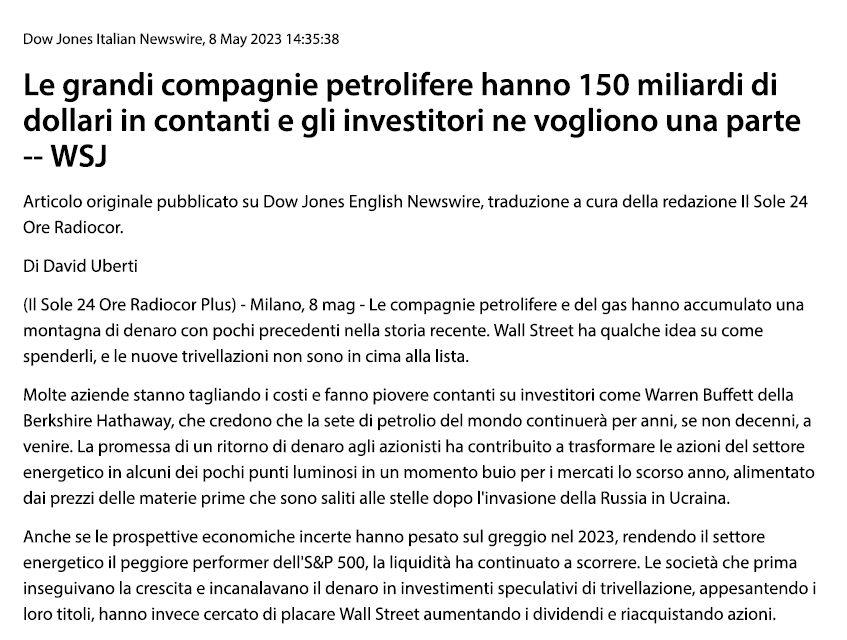 Dow Jones Italian Newswire, 8 May 2023 14:35:38
Le grandi compagnie petrolifere hanno 150 miliardi di
dollari in contanti e gli investitori ne vogliono una parte
-- WSJ
Articolo originale pubblicato su Dow Jones English Newswire, traduzione a cura della redazione Il Sole 24
Ore Radiocor.
Di David Uberti
(Il Sole 24 Ore Radiocor Plus) - Milano, 8 mag - Le compagnie petrolifere e del gas hanno accumulato una
montagna di denaro con pochi precedenti nella storia recente. Wall Street ha qualche idea su come
spenderli, e le nuove trivellazioni non sono in cima alla lista.
Molte aziende stanno tagliando i costi e fanno piovere contanti su investitori come Warren Buffett della
Berkshire Hathaway, che credono che la sete di petrolio del mondo continuerà per anni, se non decenni, a
venire. La promessa di un ritorno di denaro agli azionisti ha contribuito a trasformare le azioni del settore
energetico in alcuni dei pochi punti luminosi in un momento buio per i mercati lo scorso anno, alimentato
dai prezzi delle materie prime che sono saliti alle stelle dopo l'invasione della Russia in Ucraina.
Anche se le prospettive economiche incerte hanno pesato sul greggio nel 2023, rendendo il settore
energetico il peggiore performer dell'S&P 500, la liquidità ha continuato a scorrere. Le società che prima
inseguivano la crescita e incanalavano il denaro in investimenti speculativi di trivellazione, appesantendo i
loro titoli, hanno invece cercato di placare Wall Street aumentando i dividendi e riacquistando azioni.